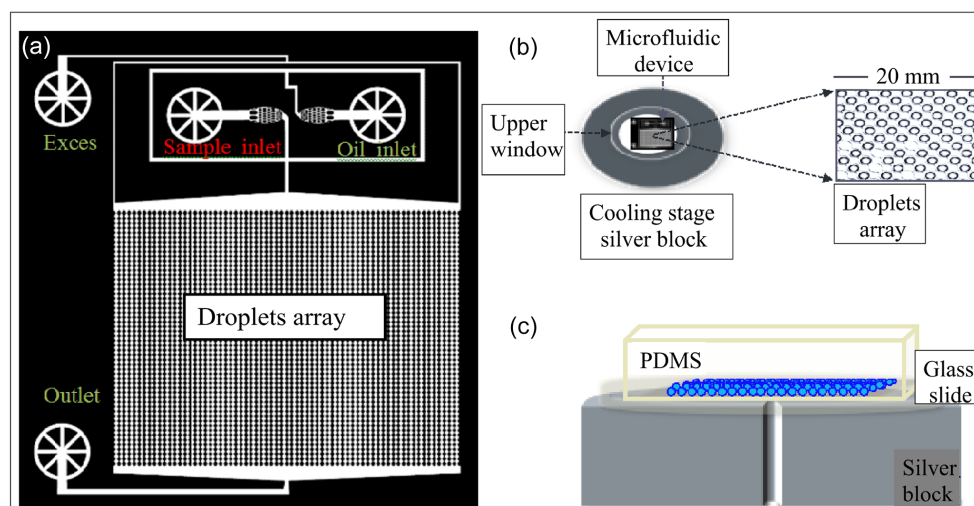 (a)
Exces
Sample inlet
Oil inlet
Droplets array
Outlet
(b)
Microfluidic
device
Upper
window
Cooling stage
silver block
20 mm
Droplets
array
(c)
PDMS
Glass
slide
Silver
block